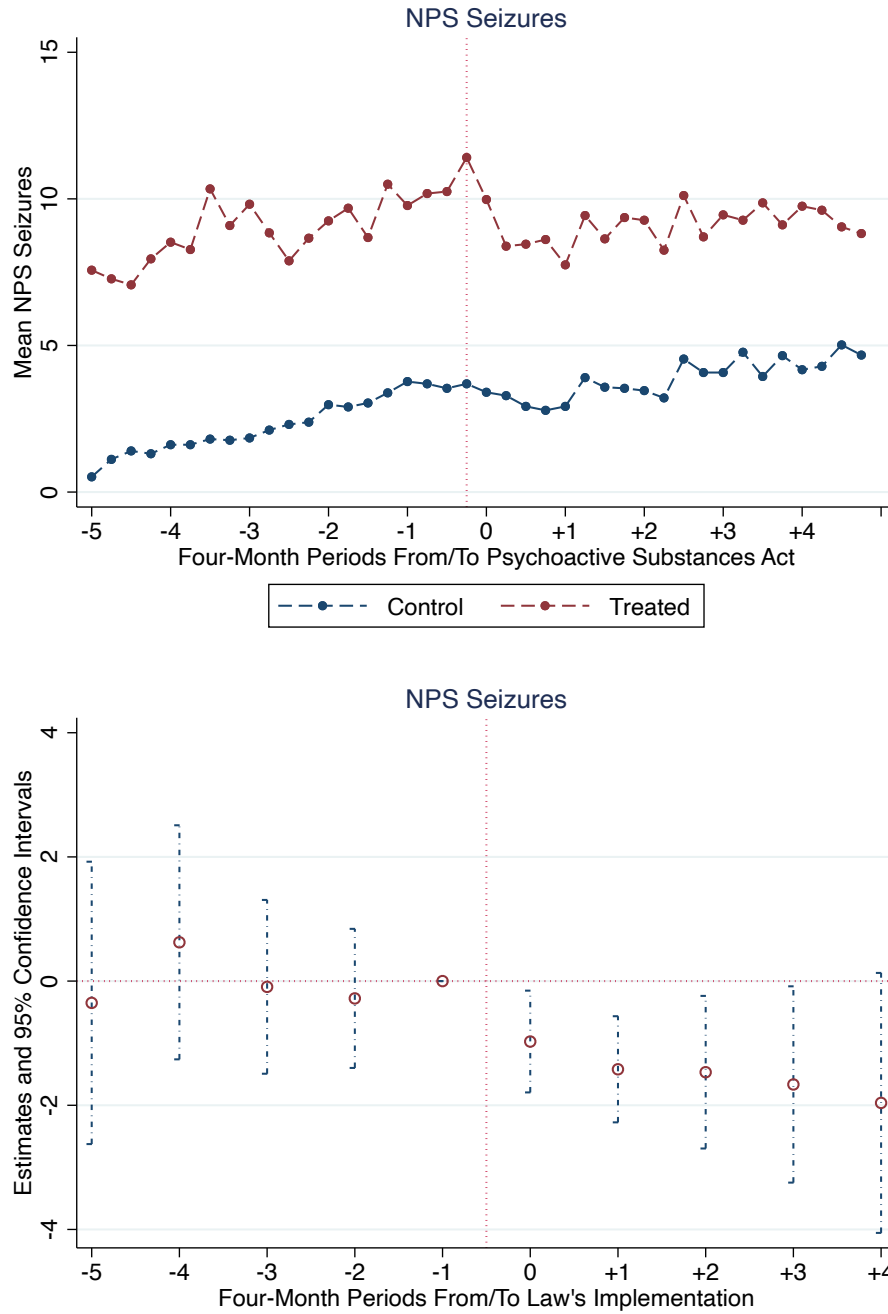 NPS Seizures
15
10
5
0
Mean NPS Seizures
-5 -4 -3 -2 -1 0 +1 +2 +3 +4
Four-Month Periods From/To Psychoactive Substances Act
Control Treated
NPS Seizures
4
2
0
-2
-4
Estimates and 95% Confidence Intervals
-5 -4 -3 -2 -1 0 +1 +2 +3 +4
Four-Month Periods From/To Law's Implementation